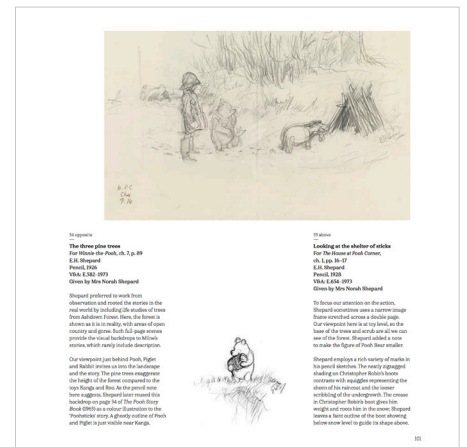 56 opposite
The three pine trees
For Winnie-the-Pooh, ch. 7, p. 89
E.H. Shepard
Pencil, 1926
V&A: E.582–1973
Given by Mrs Norah Shepard
Shepard preferred to work from
observation and rooted the stories in the
real world by including life studies of trees
from Ashdown Forest. Here, the forest is
shown as it is in reality, with areas of open
country and gorse. Such full-page scenes
provide the visual backdrops to Milne's
stories, which rarely include description.
Our viewpoint just behind Pooh, Piglet
and Rabbit invites us into the landscape
and the story. The pine trees exaggerate
the height of the forest compared to the
toys Kanga and Roo. As the pencil note
here suggests, Shepard later reused this
background on page 94 of The Pooh Story
Book (1965) as a colour illustration to the
'Poohsticks' story. A ghostly outline of Pooh
and Piglet is just visible near Kanga.
above
Looking at the shelter of sticks
For The House at Pooh Corner,
ch. 1, pp. 16–17
E.H. Shepard
Pencil, 1928
V&A: E.654–1973
Given by Mrs Norah Shepard
To focus our attention on the action,
Shepard sometimes uses a narrow image
frame stretched across a double page.
Our viewpoint here is at toy level, so the
base of the trees and scrub are all we can
see of the forest. Shepard added a note
to make the figure of Pooh Bear smaller.
Shepard employs a rich variety of marks in
his pencil sketches. The neatly zigzagged
shading on Christopher Robin's boots
contrasts with squiggles representing the
sheen of his raincoat and the looser
scribbling of the undergrowth. The crease
in Christopher Robin's boot gives him
weight and roots him in the snow; Shepard
leaves a faint outline of the boot showing
below snow level to guide its shape above.
101